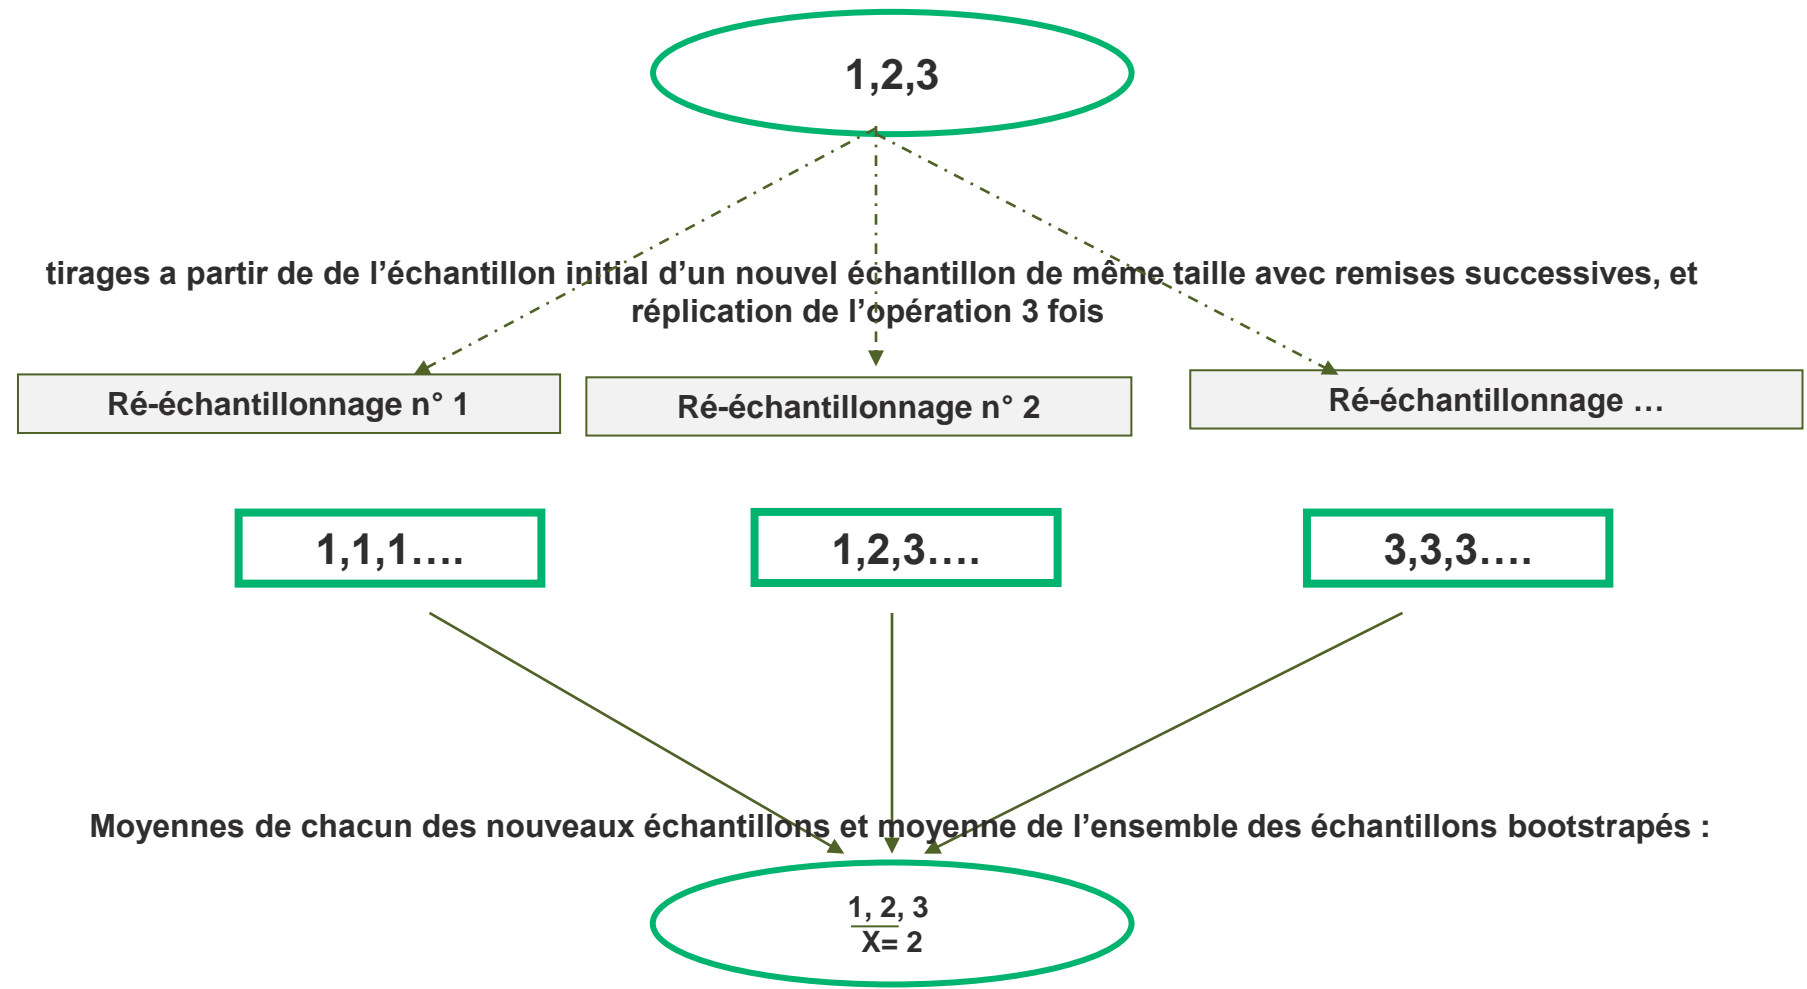 1,2,3
tirages a partir de de l’échantillon initial d’un nouvel échantillon de même taille avec remises successives, et
réplication de l’opération 3 fois
Ré-échantillonnage n° 1
Ré-échantillonnage n° 2
Ré-échantillonnage …
1,1,1….
1,2,3….
3,3,3….
Moyennes de chacun des nouveaux échantillons et moyenne de l’ensemble des échantillons bootstrapés :
1, 2, 3
X= 2